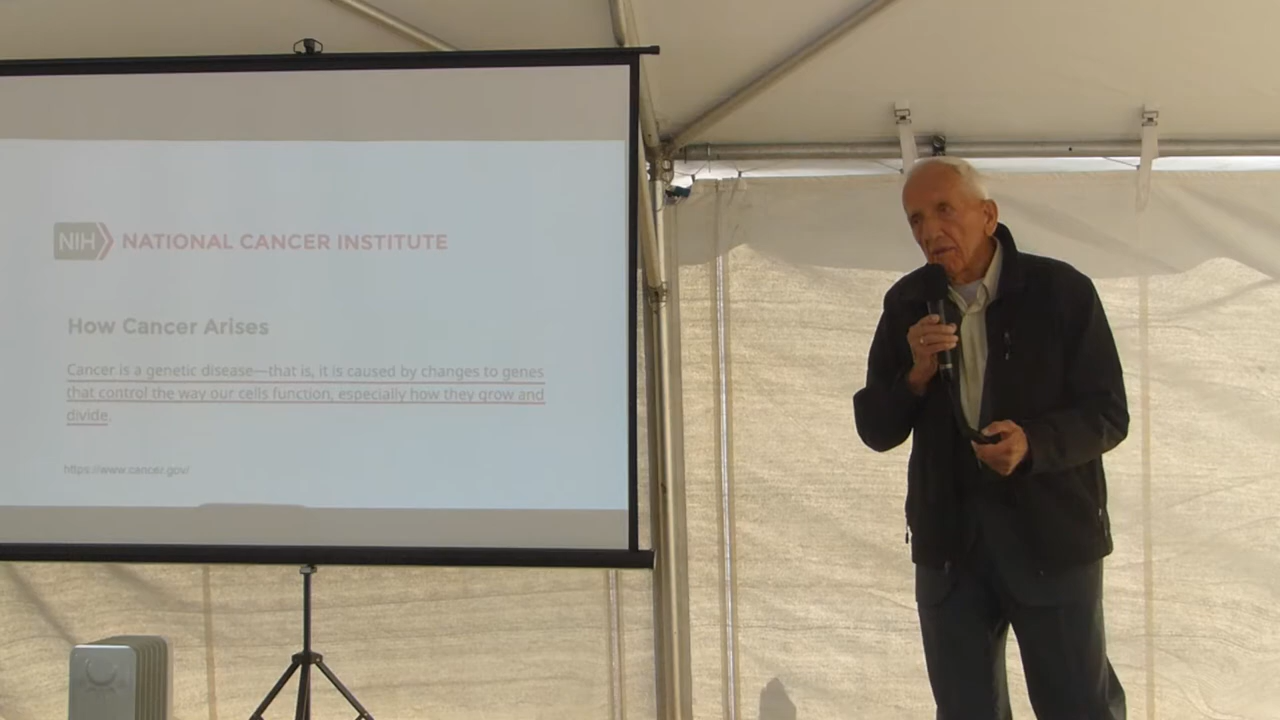 NIH NATIONAL CANCER INSTITUTE
How Cancer Arises
Cancer is a genetic disease—that is, it is caused by changes to genes
that control the way our cells function, especially how they grow and
divide.
https://www.cancer.gov/